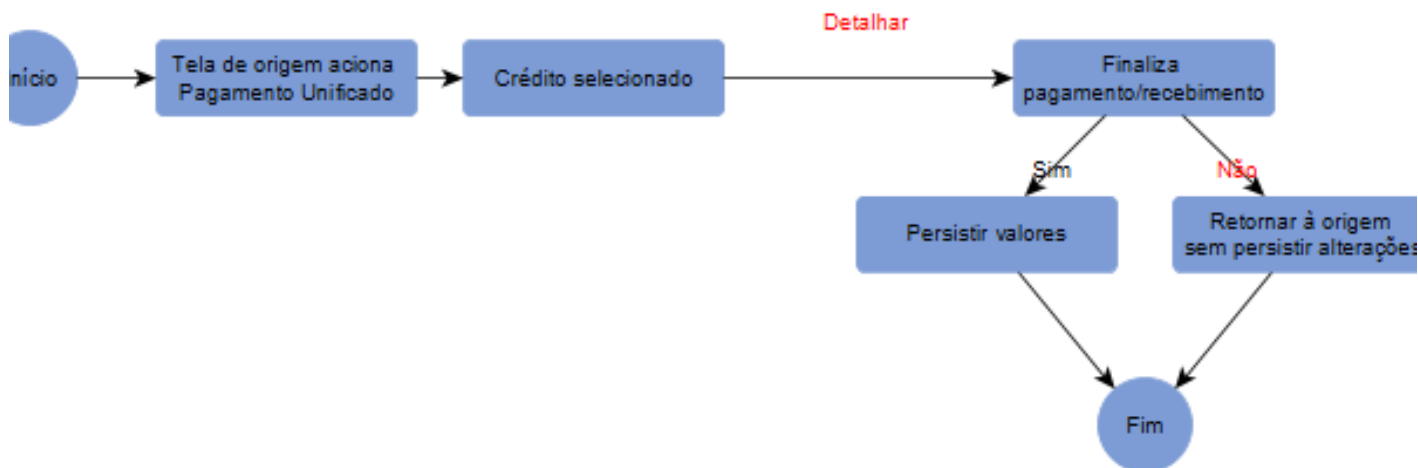 Detalhar
nício
Tela de origem aciona
Pagamento Unificado
Crédito selecionado
Finaliza
pagamento/recebimento
Sim
Não
Persistir valores
Retornar à origem
sem persistir alterações
Fim